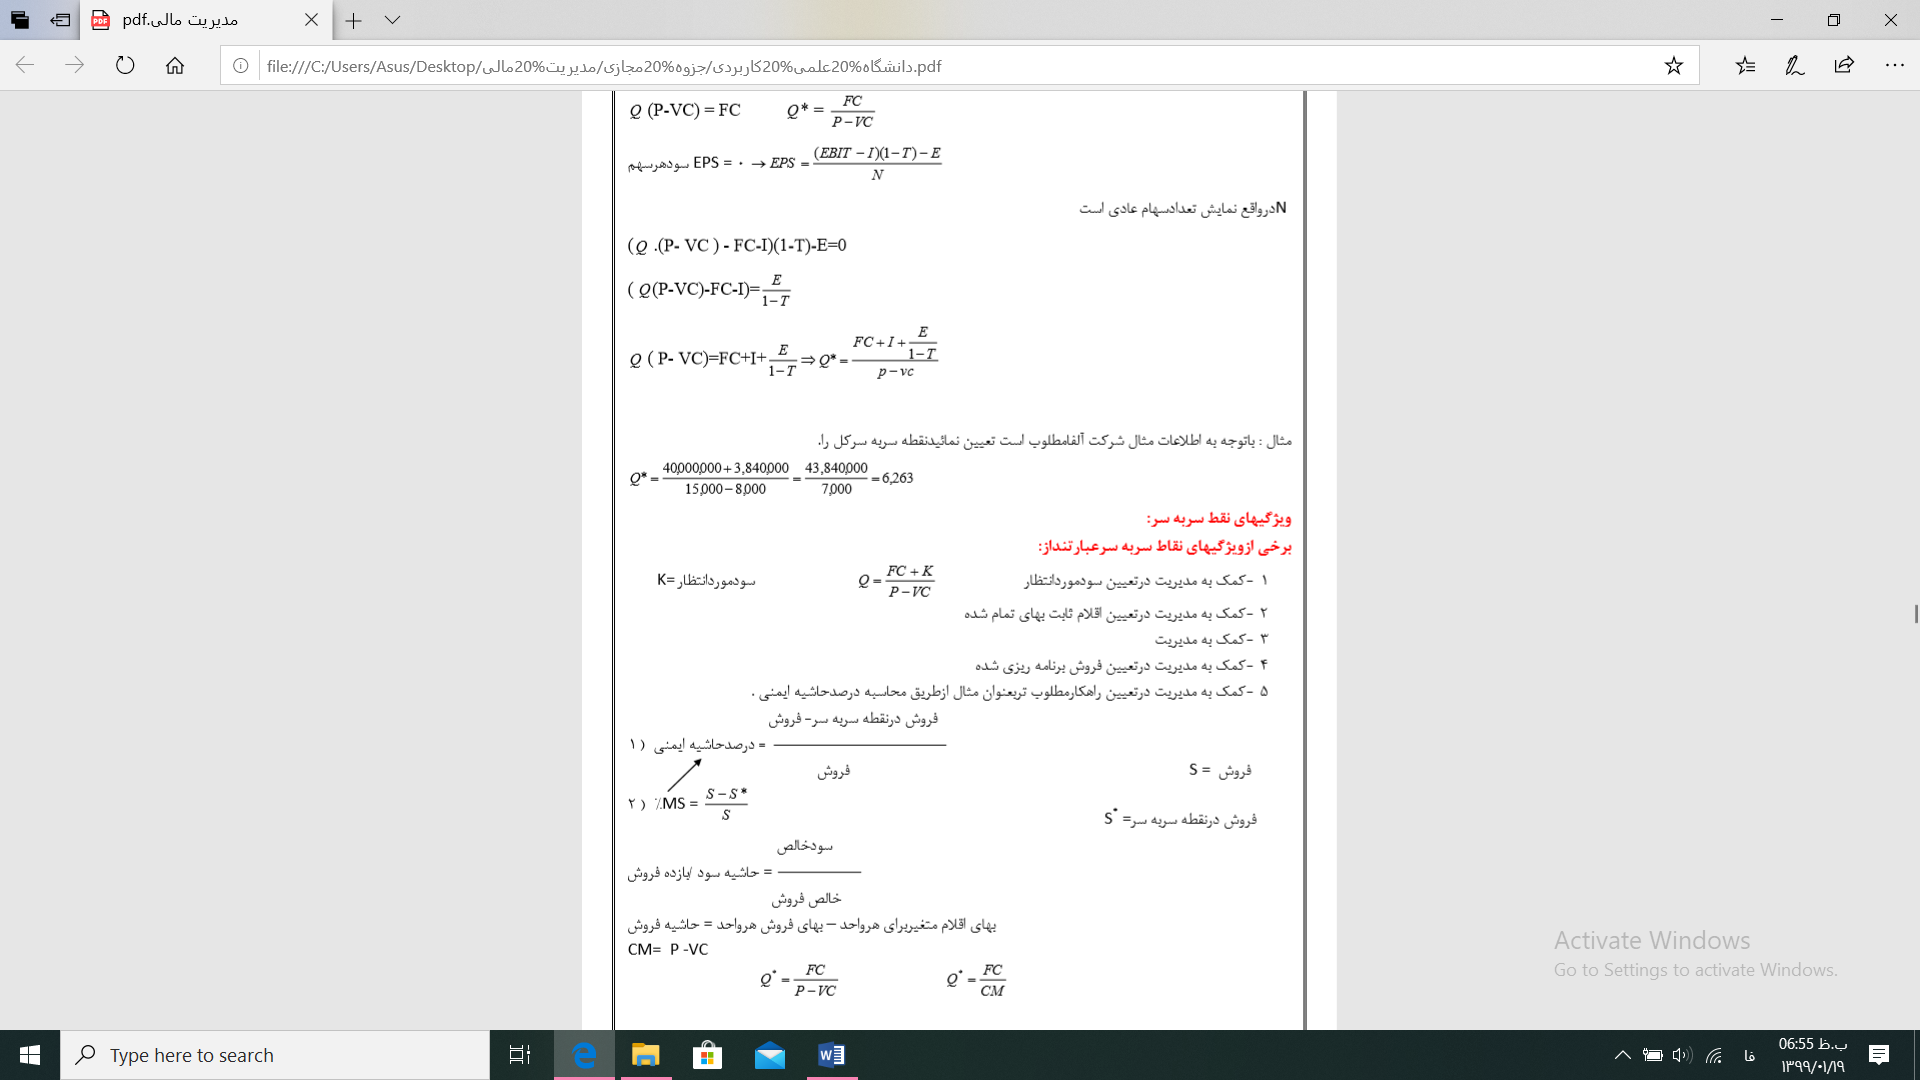 مدیریت مالی.pdf
file:///C:/Users/Asus/Desktop/دانشگاه%20علمی%20کاربردی/جزوه%20مجازی/مدیریت%20مالی.pdf
Q (P-VC) = FC Q* = FC / P – VC
سودهرسهم EPS = ۰ → EPS = (EBIT – I)(1 – T) – E / N
Nدرواقع نمایش تعدادسهام عادی است
(Q .(P- VC ) - FC-I)(1-T)-E=0
( Q(P-VC)-FC-I)= E / 1–T
Q ( P- VC)=FC+I+ E / 1–T ⇒ Q* = FC + I + E / 1–T / p – vc
مثال : باتوجه به اطلاعات مثال شرکت آلفامطلوب است تعیین نمائیدنقطه سربه سرکل را.
Q* = 40,000,000 + 3,840,000 / 15,000 – 8,000 = 43,840,000 / 7,000 = 6,263
ویژگیهای نقط سربه سر:
برخی ازویژگیهای نقاط سربه سرعبارتنداز:
۱ -کمک به مدیریت درتعیین سودموردانتظار Q = FC + K / P – VC سودموردانتظار =K
۲ -کمک به مدیریت درتعیین اقلام ثابت بهای تمام شده
۳ -کمک به مدیریت
۴ -کمک به مدیریت درتعیین فروش برنامه ریزی شده
۵ -کمک به مدیریت درتعیین راهکارمطلوب تربعنوان مثال ازطریق محاسبه درصدحاشیه ایمنی .
فروش درنقطه سربه سر- فروش
۱ ) درصدحاشیه ایمنی =
فروش
S = فروش
۲ ) ٪MS = S – S* / S
S* =فروش درنقطه سربه سر
سودخالص
حاشیه سود /بازده فروش =
خالص فروش
بهای اقلام متغیربرای هرواحد – بهای فروش هرواحد = حاشیه فروش
CM= P -VC
Q* = FC / P – VC Q* = FC / CM
Activate Windows
Go to Settings to activate Windows.
Type here to search
فا
06:55 ب.ظ
۱۳۹۹/۰۱/۱۹